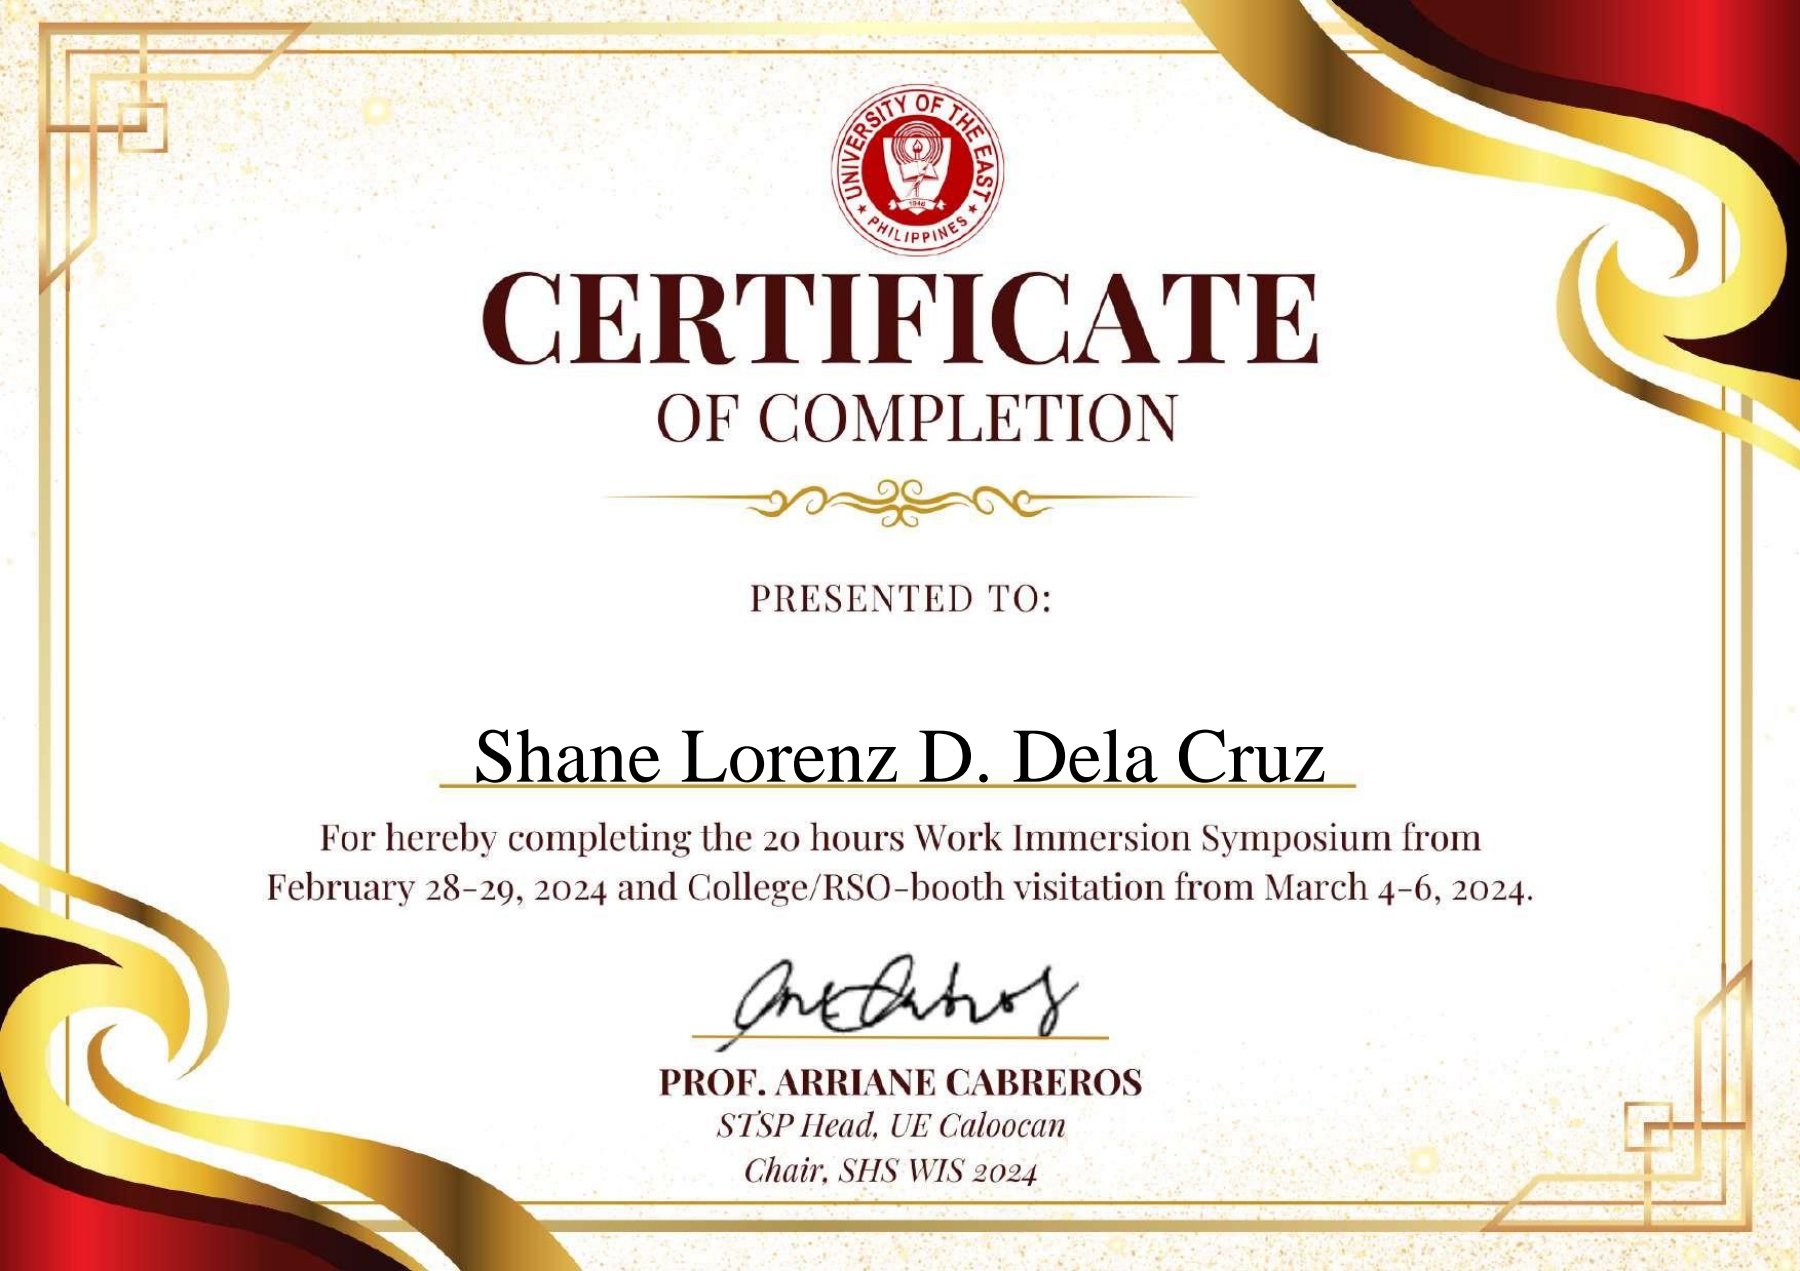 UNIVERSITY OF THE EAST
1946
PHILIPPINES
CERTIFICATE
OF COMPLETION
PRESENTED TO:
Shane Lorenz D. Dela Cruz
For hereby completing the 20 hours Work Immersion Symposium from
February 28-29, 2024 and College/RSO-booth visitation from March 4-6, 2024.
PROF. ARRIANE CABREROS
STSP Head, UE Caloocan
Chair, SHS WIS 2024